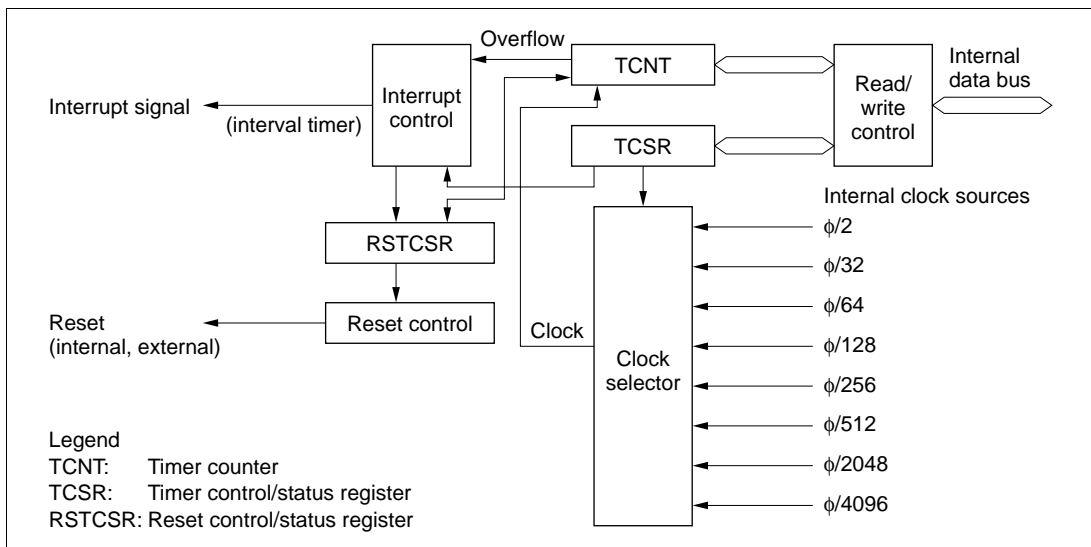 Overflow
TCNT
Interrupt
control
Read/
write
control
Internal
data bus
Interrupt signal
(interval timer)
TCSR
RSTCSR
Internal clock sources
ϕ/2
ϕ/32
ϕ/64
Reset
(internal, external)
Reset control
Clock
Clock
selector
ϕ/128
ϕ/256
ϕ/512
ϕ/2048
ϕ/4096
Legend
TCNT: Timer counter
TCSR: Timer control/status register
RSTCSR: Reset control/status register